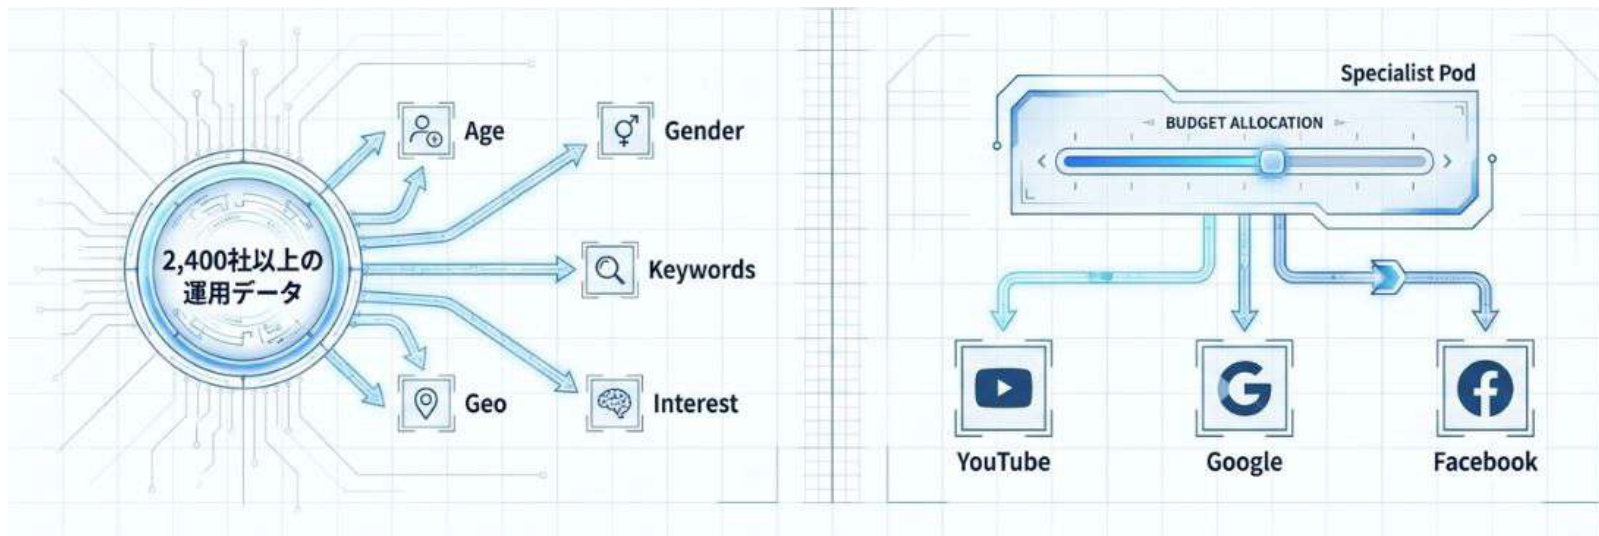 2,400社以上の
運用データ
Age
Gender
Keywords
Geo
Interest
Specialist Pod
BUDGET ALLOCATION
YouTube
Google
Facebook